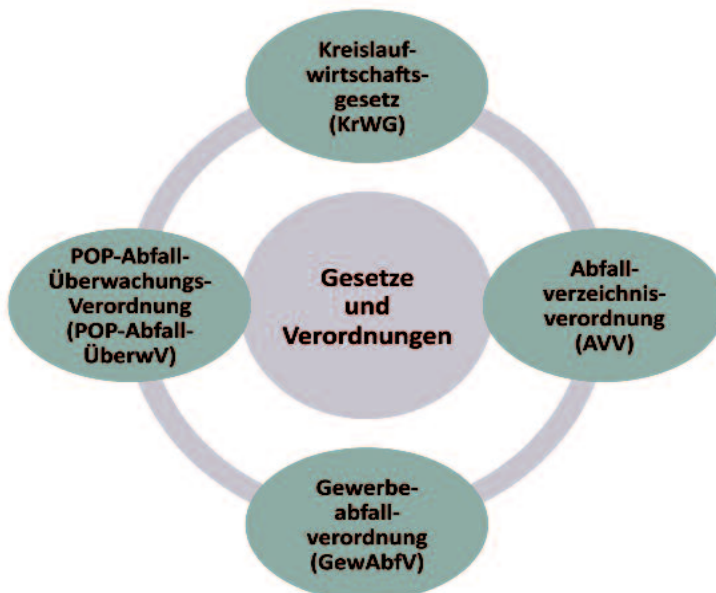 Kreislauf-
wirtschafts-
gesetz
(KrWG)
POP-Abfall-
Überwachungs-
Verordnung
(POP-Abfall-
ÜberwV)
Gesetze
und
Verordnungen
Abfall-
verzeichnis-
verordnung
(AVV)
Gewerbe-
abfall-
verordnung
(GewAbfV)